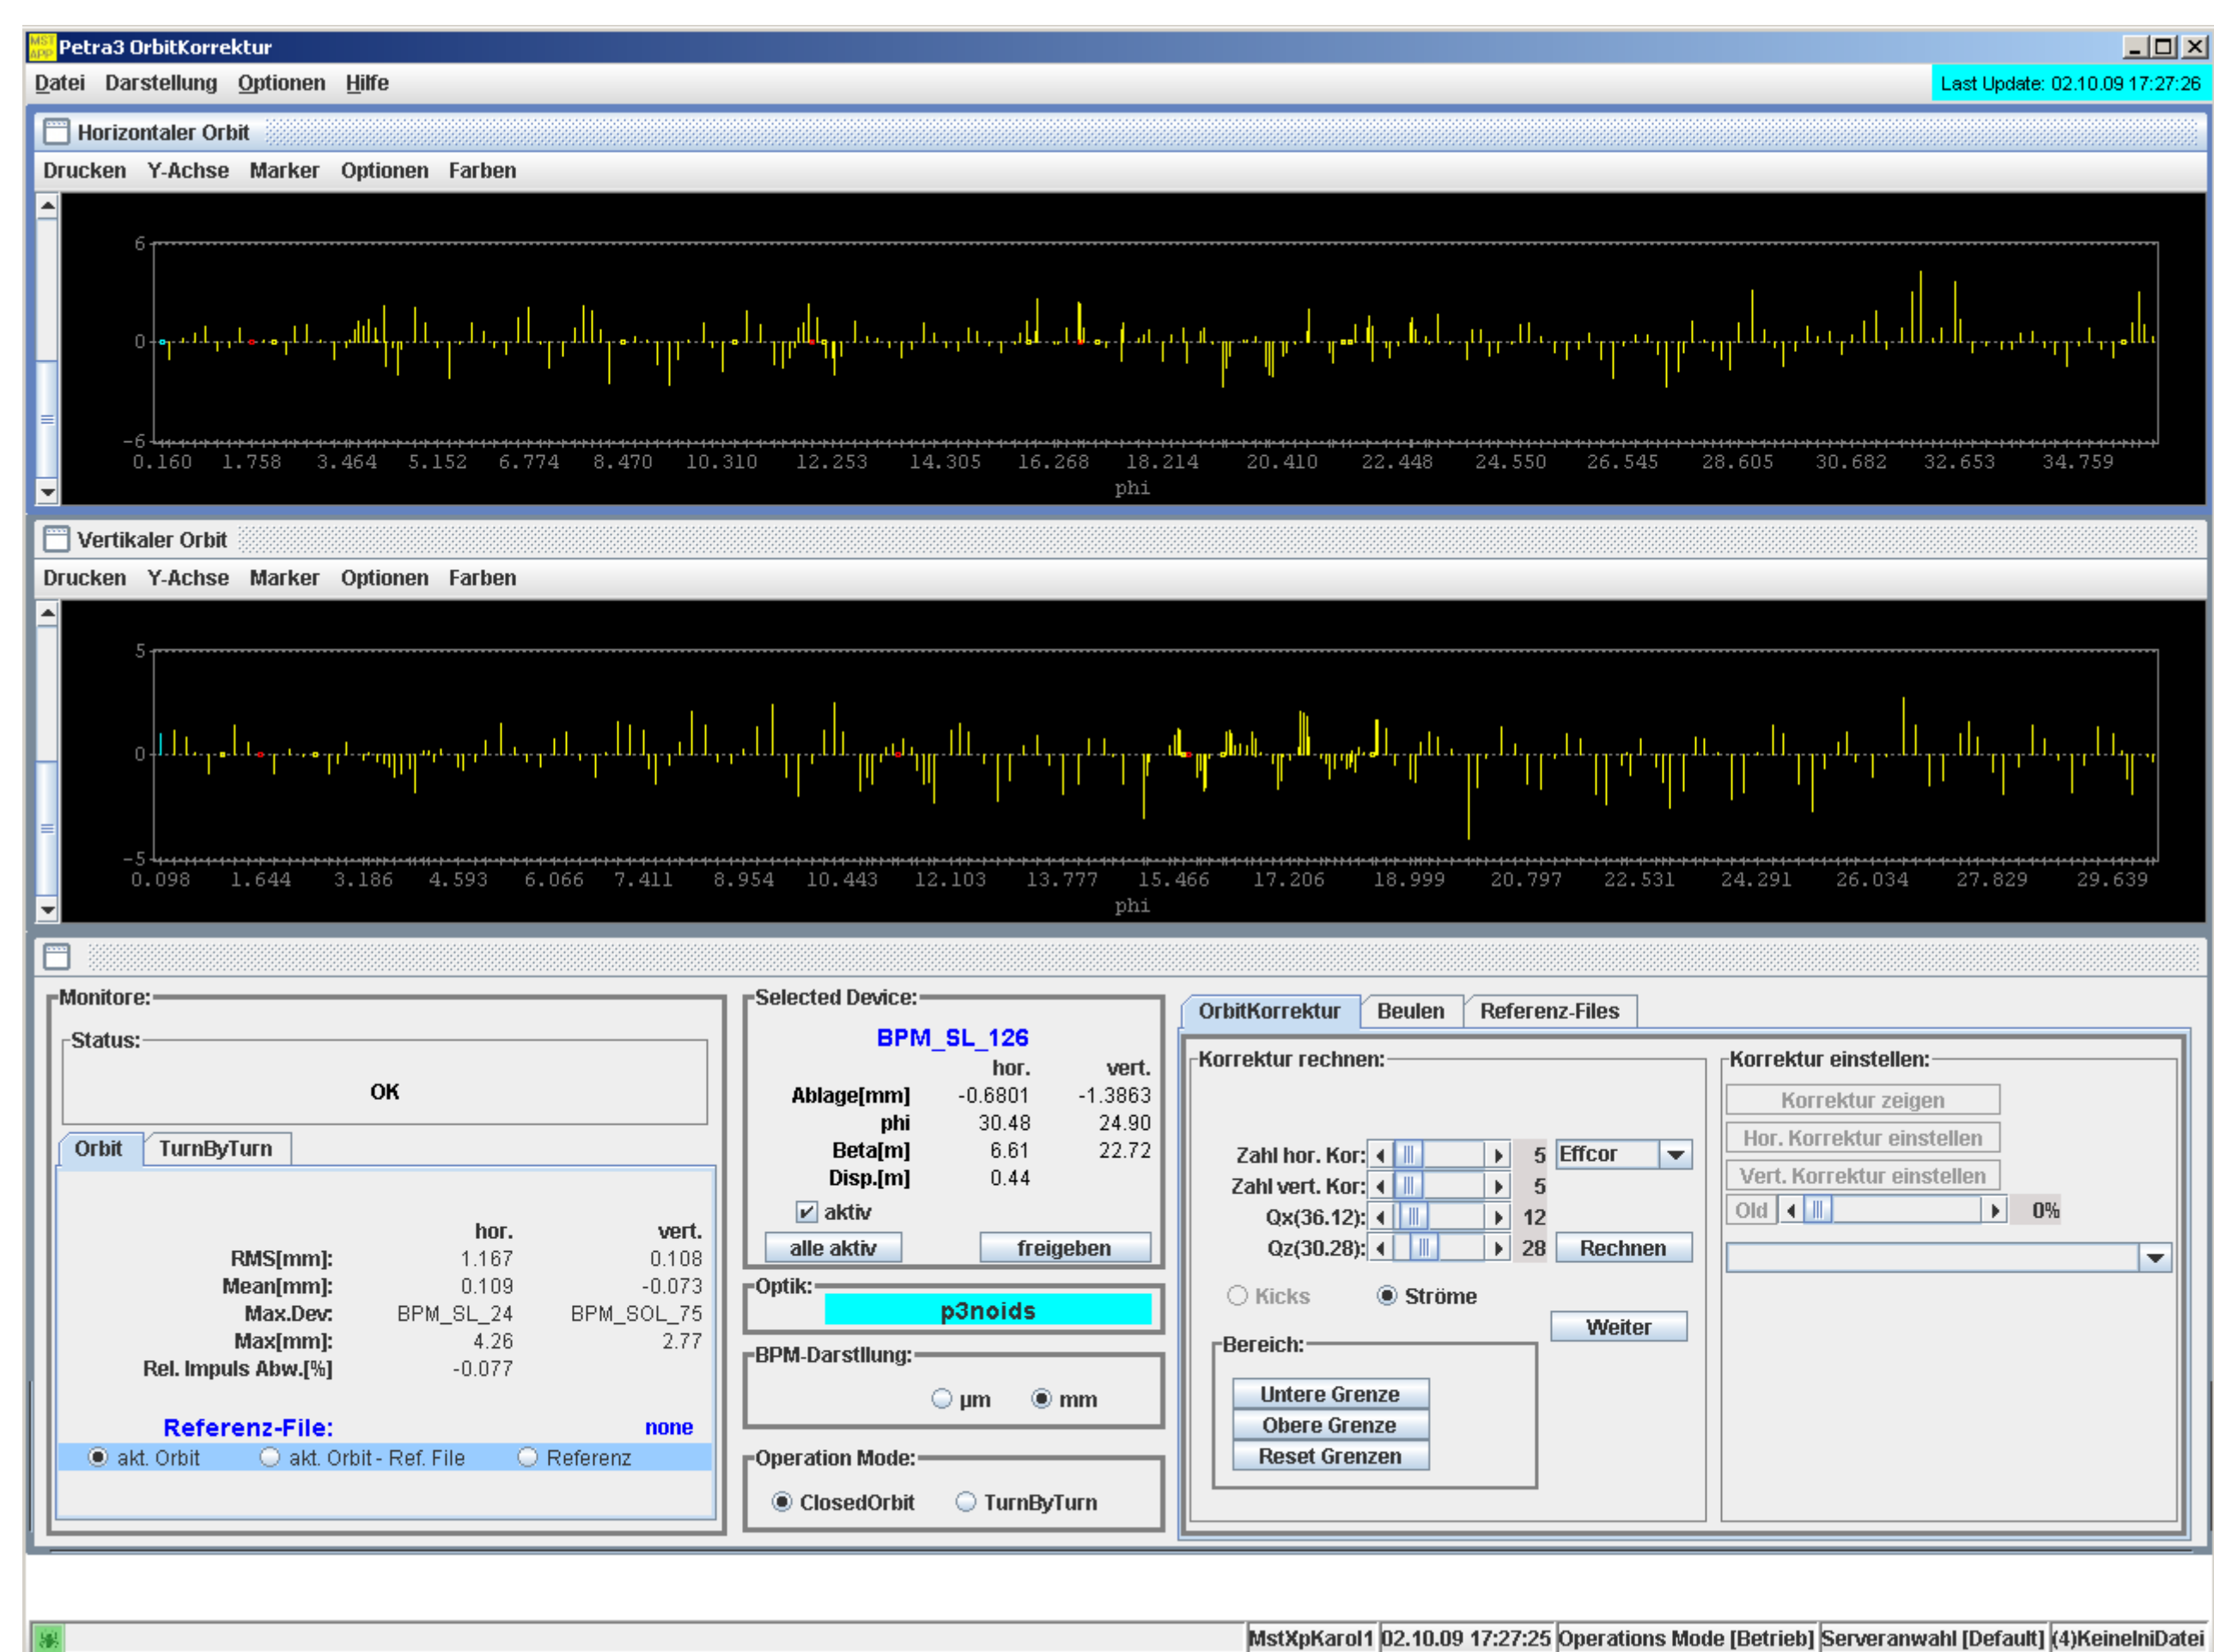 MST APP Petra3 OrbitKorrektur
Datei Darstellung Optionen Hilfe Last Update: 02.10.09 17:27:26
Horizontaler Orbit
Drucken Y-Achse Marker Optionen Farben
6
0
-6
0.160 1.758 3.464 5.152 6.774 8.470 10.310 12.253 14.305 16.268 18.214 20.410 22.448 24.550 26.545 28.605 30.682 32.653 34.759
phi
Vertikaler Orbit
Drucken Y-Achse Marker Optionen Farben
5
0
-5
0.098 1.644 3.186 4.593 6.066 7.411 8.954 10.443 12.103 13.777 15.466 17.206 18.999 20.797 22.531 24.291 26.034 27.829 29.639
phi
Monitore:
Status:
OK
Orbit TurnByTurn
hor. vert.
RMS[mm]: 1.167 0.108
Mean[mm]: 0.109 -0.073
Max.Dev: BPM_SL_24 BPM_SOL_75
Max[mm]: 4.26 2.77
Rel. Impuls Abw.[%] -0.077
Referenz-File: none
akt. Orbit akt. Orbit - Ref. File Referenz
Selected Device:
BPM_SL_126
hor. vert.
Ablage[mm] -0.6801 -1.3863
phi 30.48 24.90
Beta[m] 6.61 22.72
Disp.[m] 0.44
aktiv
alle aktiv freigeben
Optik:
p3noids
BPM-Darstllung:
µm mm
Operation Mode:
ClosedOrbit TurnByTurn
OrbitKorrektur Beulen Referenz-Files
Korrektur rechnen:
Zahl hor. Kor: 5 Effcor
Zahl vert. Kor: 5
Qx(36.12): 12
Qz(30.28): 28 Rechnen
Kicks Ströme
Weiter
Bereich:
Untere Grenze
Obere Grenze
Reset Grenzen
Korrektur einstellen:
Korrektur zeigen
Hor. Korrektur einstellen
Vert. Korrektur einstellen
Old 0%
MstXpKarol1 02.10.09 17:27:25 Operations Mode [Betrieb] Serveranwahl [Default] (4)KeineIniDatei